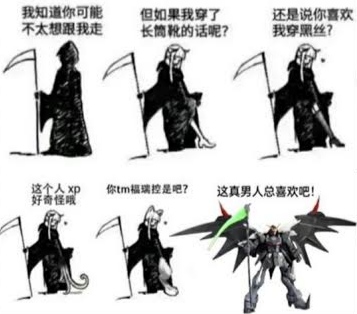 我知道你可能
不太想跟我走
但如果我穿了
长筒靴的话呢？
还是说你喜欢
我穿黑丝？
这个人 xp
好奇怪哦
你tm福瑞控是吧？
这真男人总喜欢吧！